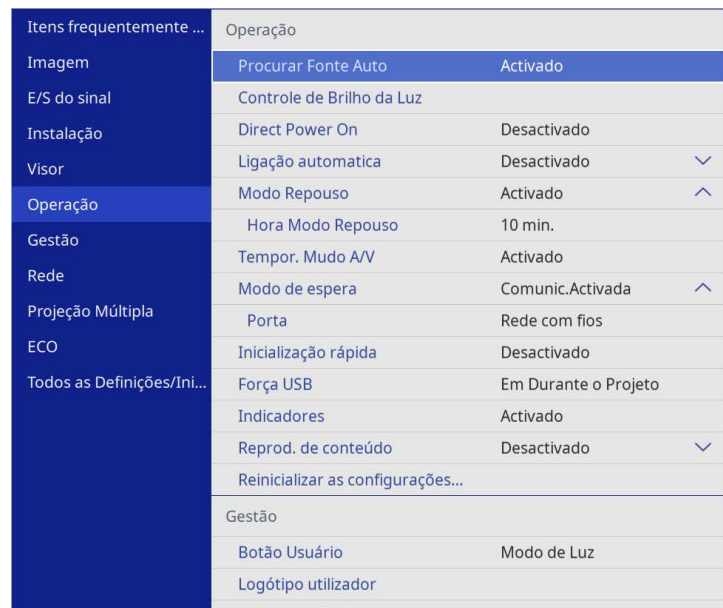 Itens frequentemente ...
Imagem
E/S do sinal
Instalação
Visor
Operação
Gestão
Rede
Projeção Múltipla
ECO
Todos as Definições/Ini...
Operação
Procurar Fonte Auto Activado
Controle de Brilho da Luz
Direct Power On Desactivado
Ligação automatica Desactivado
Modo Repouso Activado
Hora Modo Repouso 10 min.
Tempor. Mudo A/V Activado
Modo de espera Comunic.Activada
Porta Rede com fios
Inicialização rápida Desactivado
Força USB Em Durante o Projeto
Indicadores Activado
Reprod. de conteúdo Desactivado
Reinicializar as configurações...
Gestão
Botão Usuário Modo de Luz
Logótipo utilizador